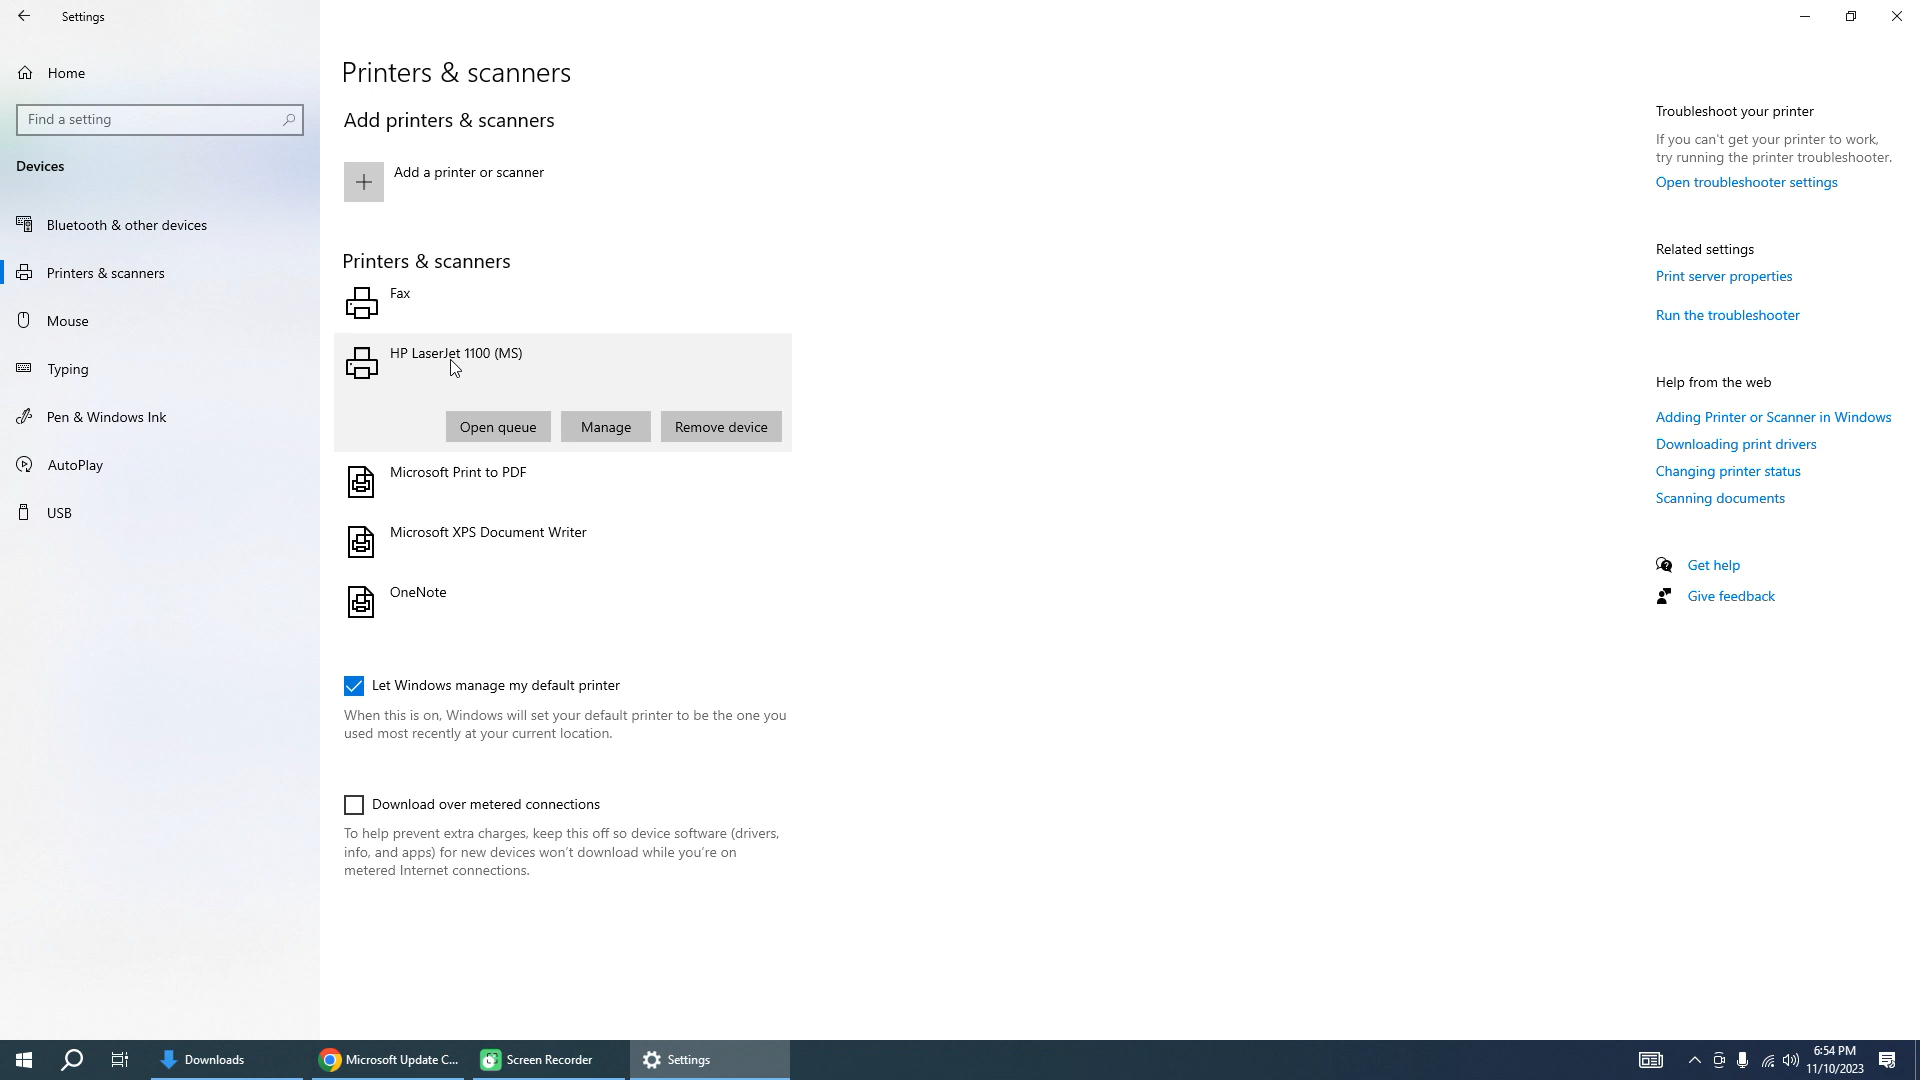 Settings
Home
Find a setting
Devices
Bluetooth & other devices
Printers & scanners
Mouse
Typing
Pen & Windows Ink
AutoPlay
USB
Printers & scanners
Add printers & scanners
Add a printer or scanner
Printers & scanners
Fax
HP LaserJet 1100 (MS)
Open queue
Manage
Remove device
Microsoft Print to PDF
Microsoft XPS Document Writer
OneNote
Let Windows manage my default printer
When this is on, Windows will set your default printer to be the one you
used most recently at your current location.
Download over metered connections
To help prevent extra charges, keep this off so device software (drivers,
info, and apps) for new devices won't download while you're on
metered Internet connections.
Troubleshoot your printer
If you can't get your printer to work,
try running the printer troubleshooter.
Open troubleshooter settings
Related settings
Print server properties
Run the troubleshooter
Help from the web
Adding Printer or Scanner in Windows
Downloading print drivers
Changing printer status
Scanning documents
Get help
Give feedback
Downloads
Microsoft Update C...
Screen Recorder
Settings
6:54 PM
11/10/2023